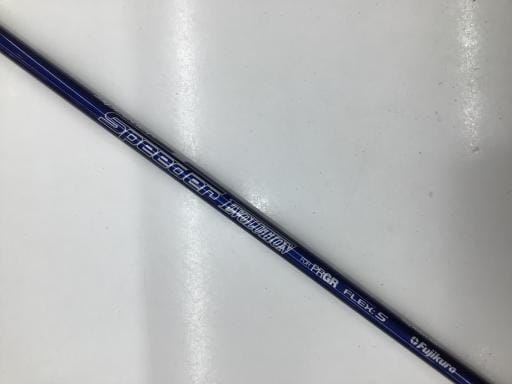 Speeder EVOLUTION FOR PRGR FLEX: S Fujikura